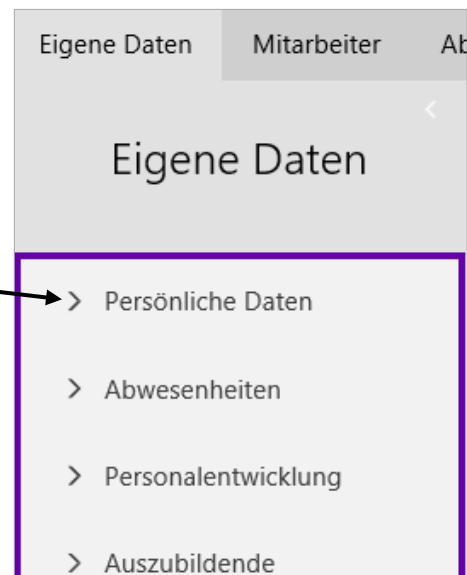 Eigene Daten Mitarbeiter
Eigene Daten
Persönliche Daten
Abwesenheiten
Personalentwicklung
Auszubildende